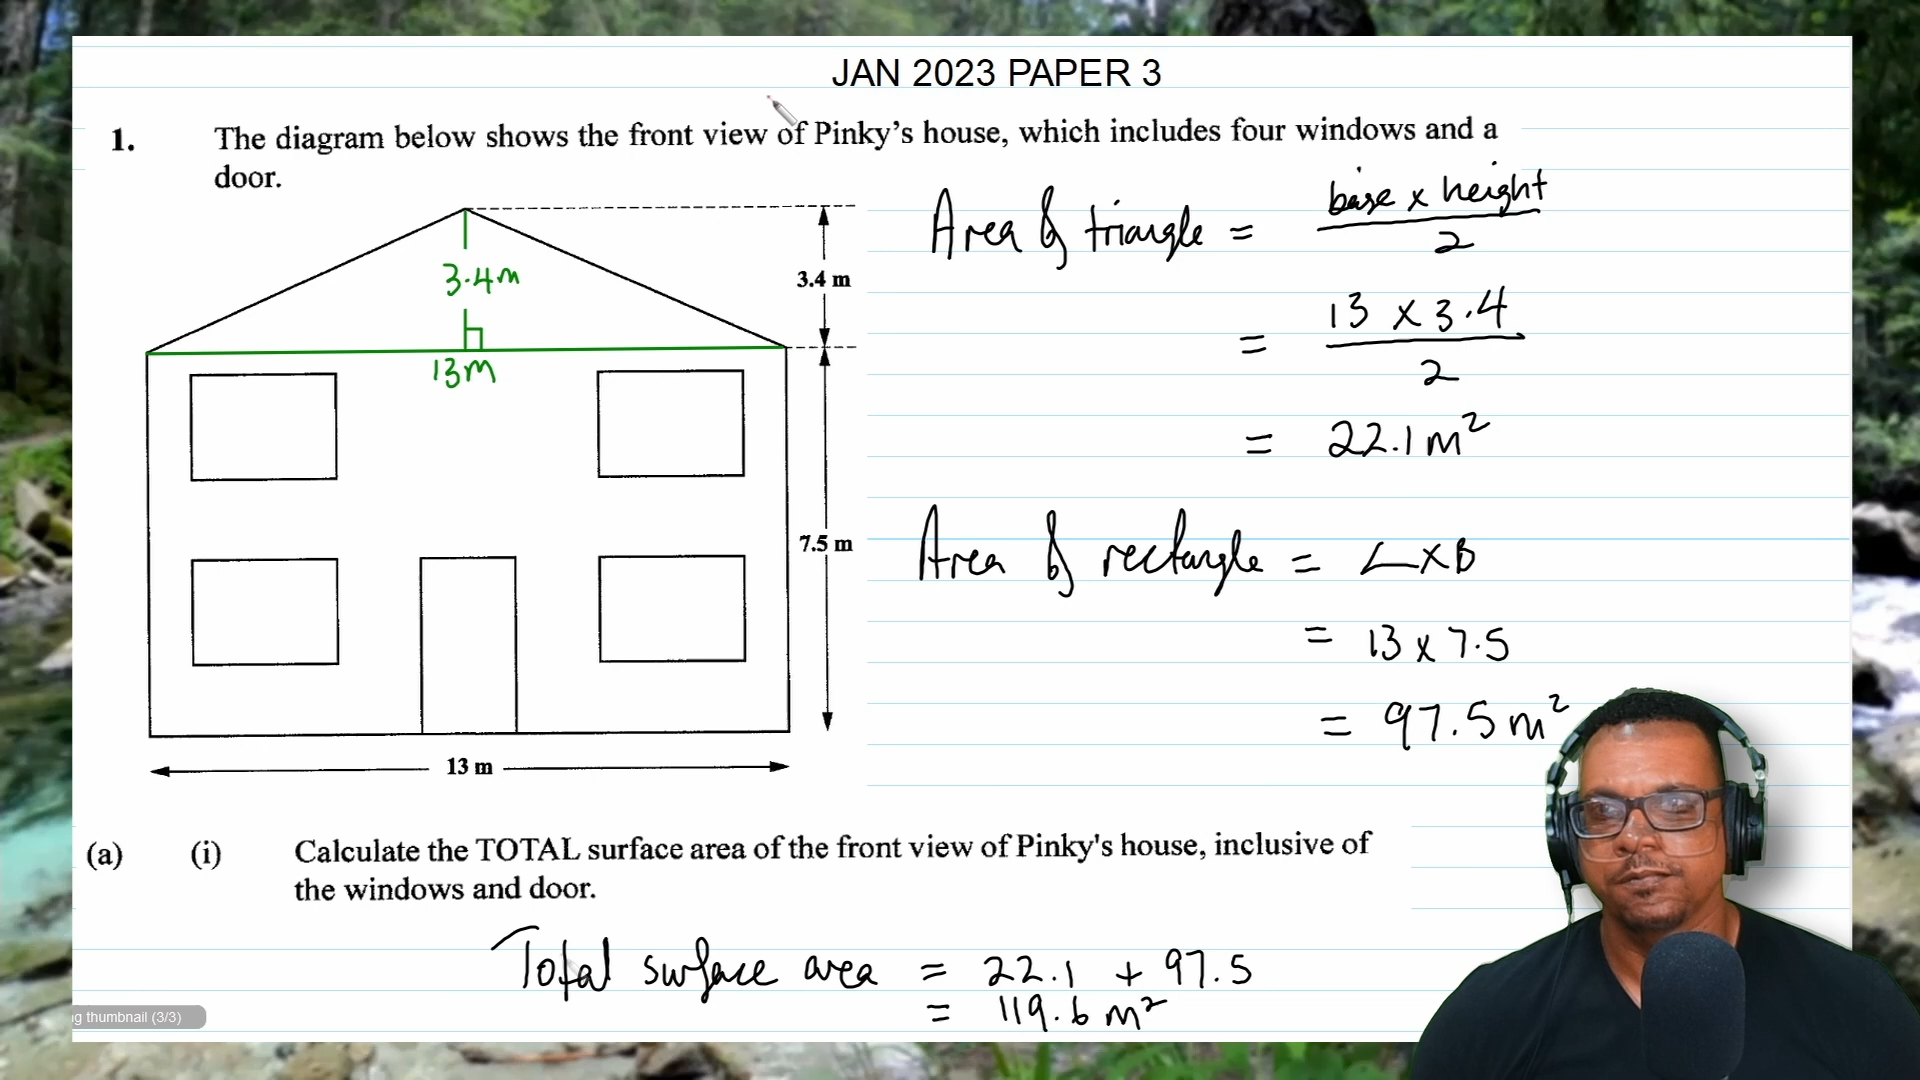 JAN 2023 PAPER 3
1. The diagram below shows the front view of Pinky's house, which includes four windows and a
door.
3.4 m
13 m
3.4 m
7.5 m
13 m
Area of triangle = base x height
2
= 13 x 3.4
2
= 22.1 m²
Area of rectangle = L x B
= 13 x 7.5
= 97.5 m²
(a) (i) Calculate the TOTAL surface area of the front view of Pinky's house, inclusive of
the windows and door.
Total surface area = 22.1 + 97.5
= 119.6 m²
g thumbnail (3/3)